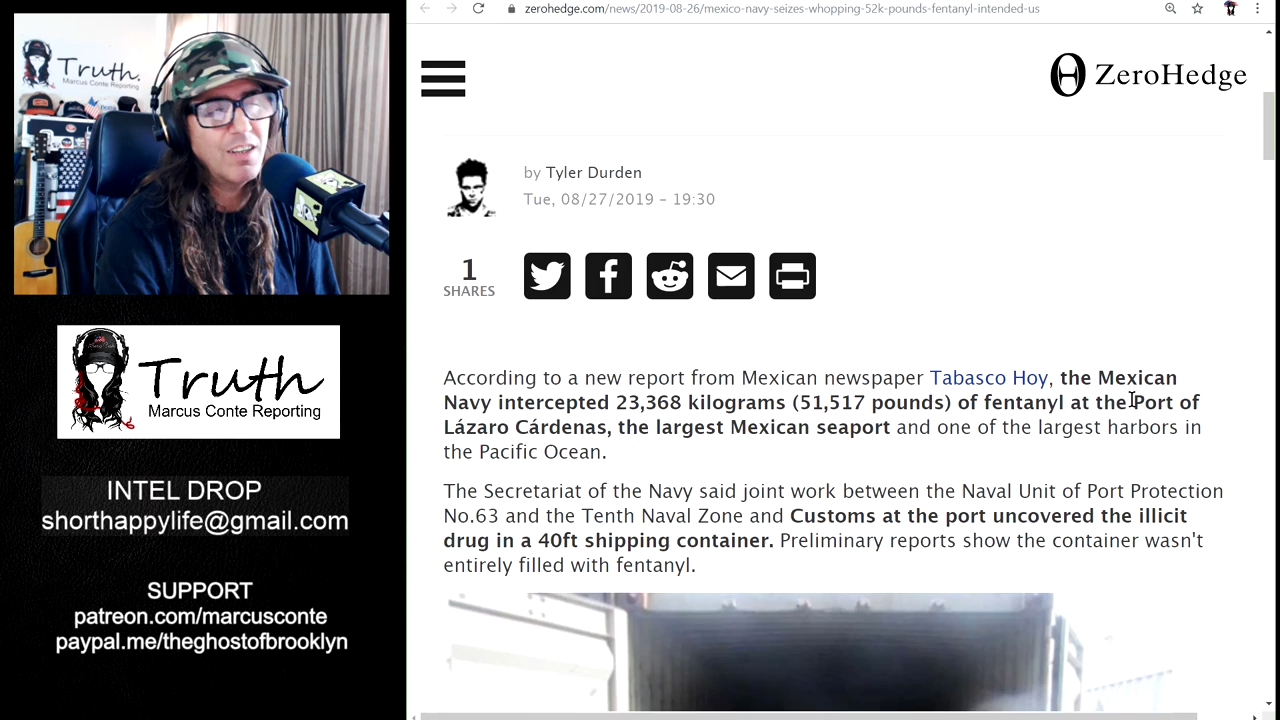 Truth.
Marcus Conte Reporting
Truth
Marcus Conte Reporting
INTEL DROP
shorthappylife@gmail.com
SUPPORT
patreon.com/marcusconte
paypal.me/theghostofbrooklyn
zerohedge.com/news/2019-08-26/mexico-navy-seizes-whopping-52k-pounds-fentanyl-intended-us
ZeroHedge
by Tyler Durden
Tue, 08/27/2019 - 19:30
1
SHARES
According to a new report from Mexican newspaper Tabasco Hoy, the Mexican
Navy intercepted 23,368 kilograms (51,517 pounds) of fentanyl at the Port of
Lázaro Cárdenas, the largest Mexican seaport and one of the largest harbors in
the Pacific Ocean.
The Secretariat of the Navy said joint work between the Naval Unit of Port Protection
No.63 and the Tenth Naval Zone and Customs at the port uncovered the illicit
drug in a 40ft shipping container. Preliminary reports show the container wasn't
entirely filled with fentanyl.